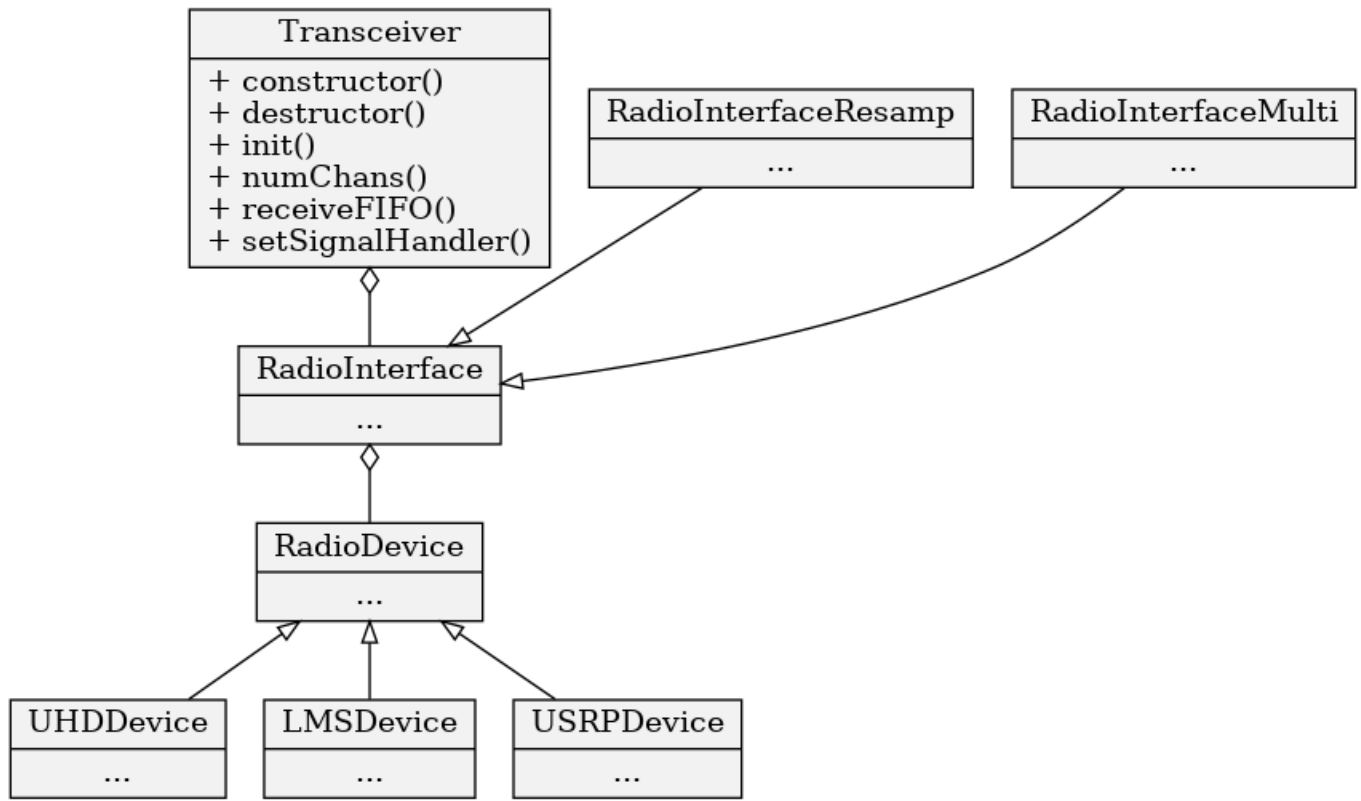 Transceiver
+ constructor()
+ destructor()
+ init()
+ numChans()
+ receiveFIFO()
+ setSignalHandler()
RadioInterfaceResamp
...
RadioInterfaceMulti
...
RadioInterface
...
RadioDevice
...
UHDDevice
...
LMSDevice
...
USRPDevice
...